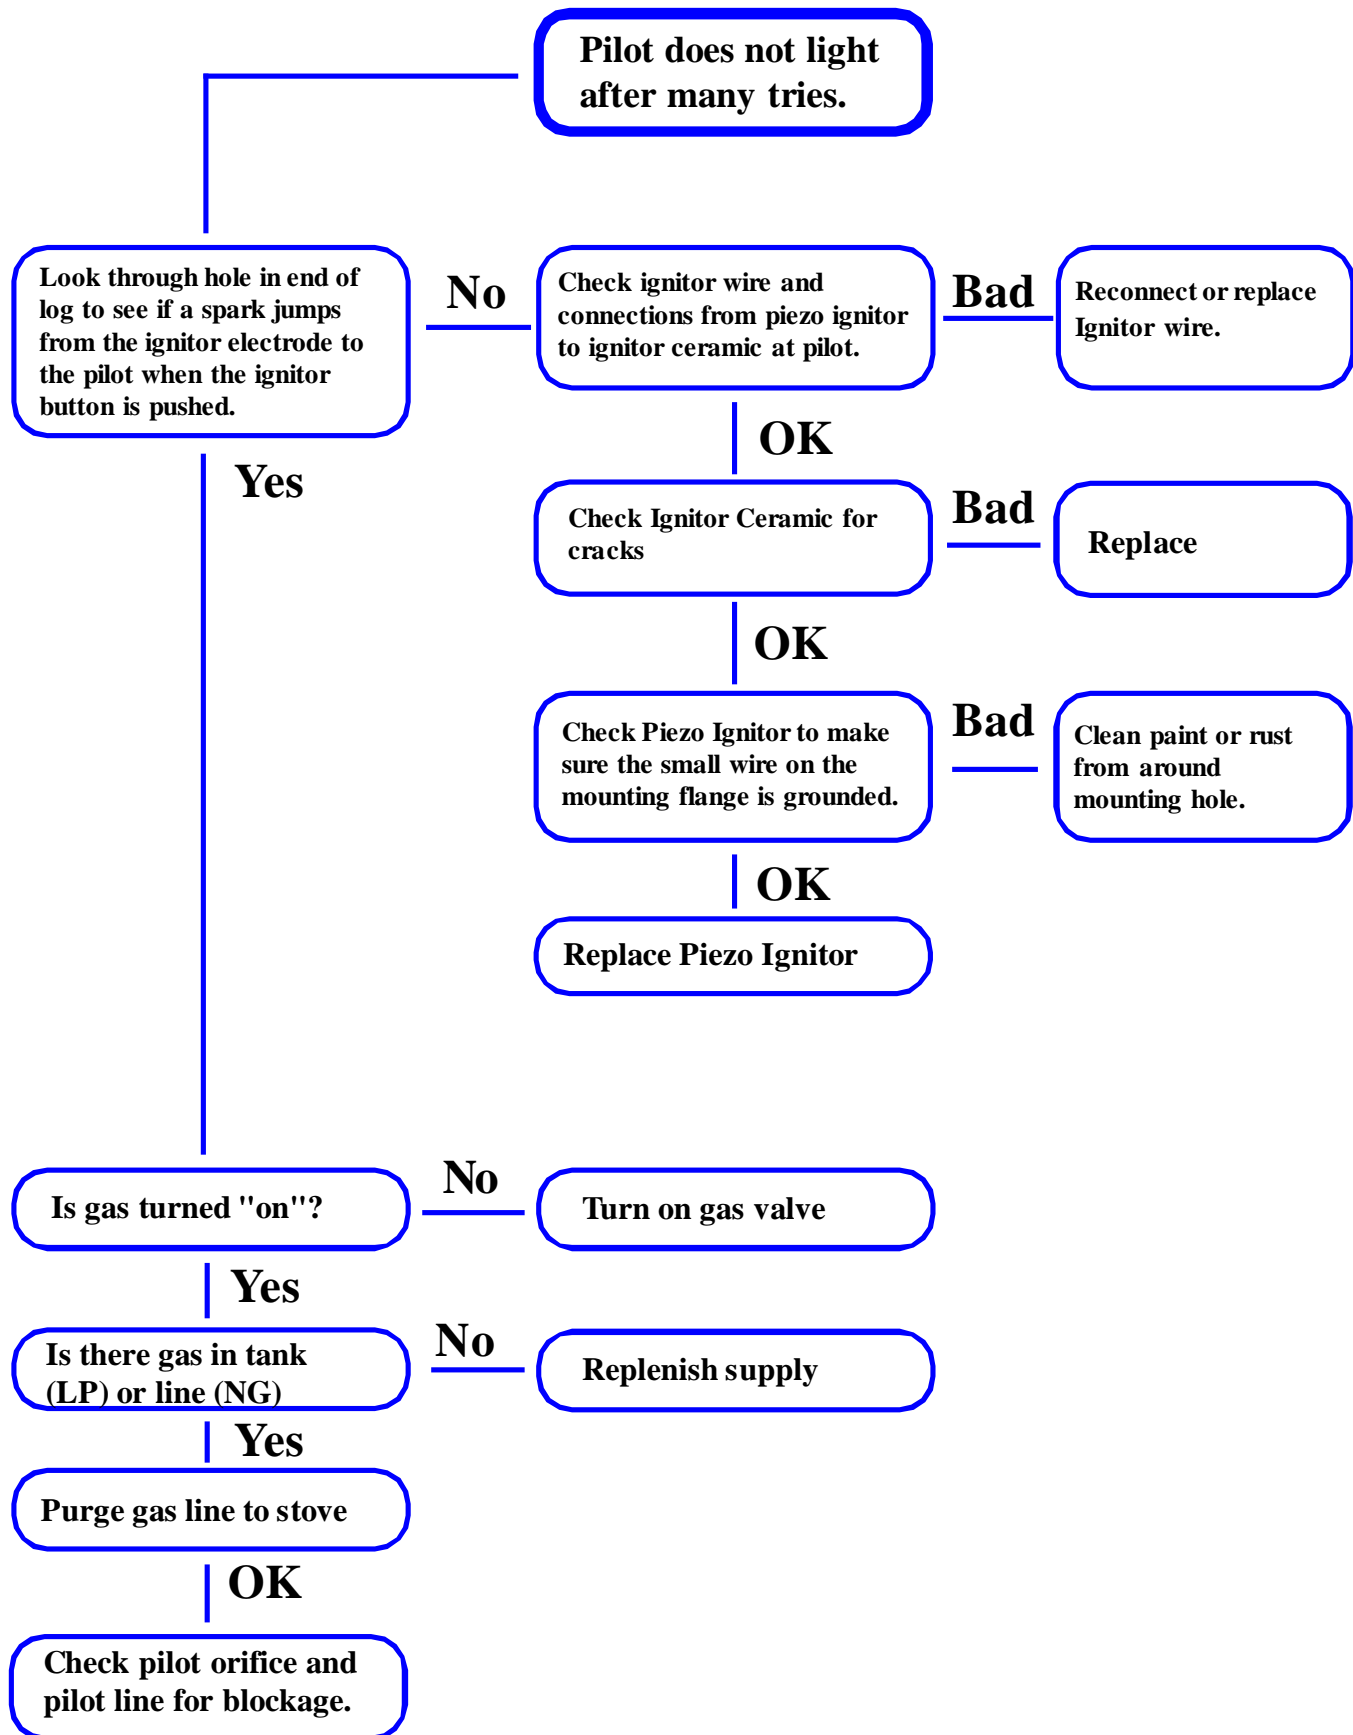 Pilot does not light
after many tries.
Look through hole in end of
log to see if a spark jumps
from the ignitor electrode to
the pilot when the ignitor
button is pushed.
No
Check ignitor wire and
connections from piezo ignitor
to ignitor ceramic at pilot.
Bad
Reconnect or replace
Ignitor wire.
OK
Yes
Check Ignitor Ceramic for
cracks
Bad
Replace
OK
Check Piezo Ignitor to make
sure the small wire on the
mounting flange is grounded.
Bad
Clean paint or rust
from around
mounting hole.
OK
Replace Piezo Ignitor
Is gas turned "on"?
No
Turn on gas valve
Yes
Is there gas in tank
(LP) or line (NG)
No
Replenish supply
Yes
Purge gas line to stove
OK
Check pilot orifice and
pilot line for blockage.